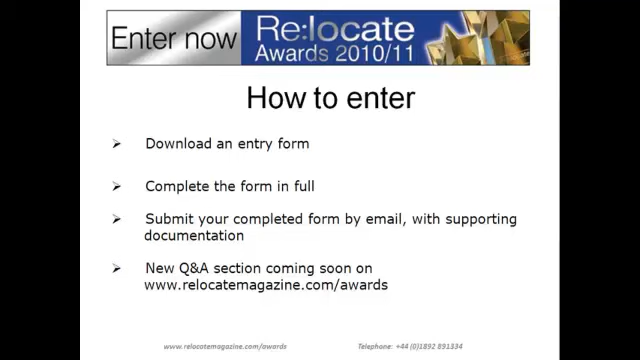 Enter now
Re:locate
Awards 2010/11
How to enter
➢ Download an entry form
➢ Complete the form in full
➢ Submit your completed form by email, with supporting
documentation
➢ New Q&A section coming soon on
www.relocatemagazine.com/awards
www.relocatemagazine.com/awards Telephone: +44 (0)1892 891334